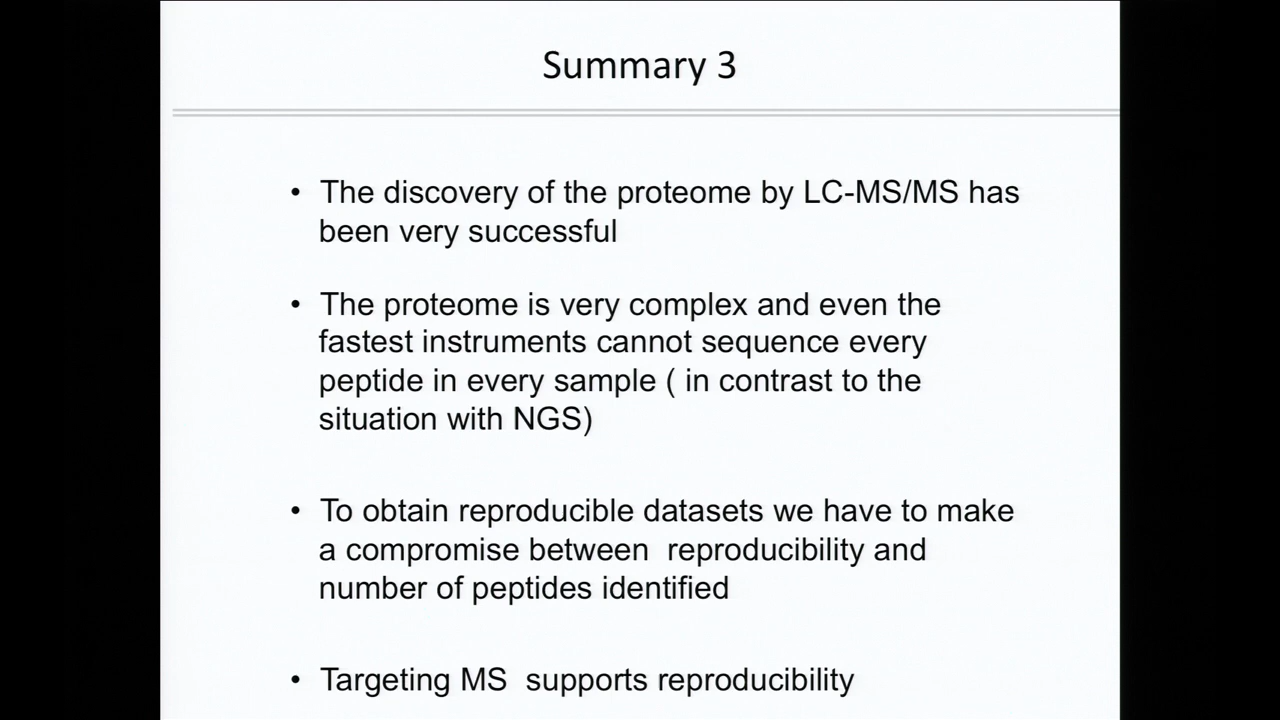 Summary 3
• The discovery of the proteome by LC-MS/MS has
been very successful
• The proteome is very complex and even the
fastest instruments cannot sequence every
peptide in every sample ( in contrast to the
situation with NGS)
• To obtain reproducible datasets we have to make
a compromise between  reproducibility and
number of peptides identified
• Targeting MS  supports reproducibility